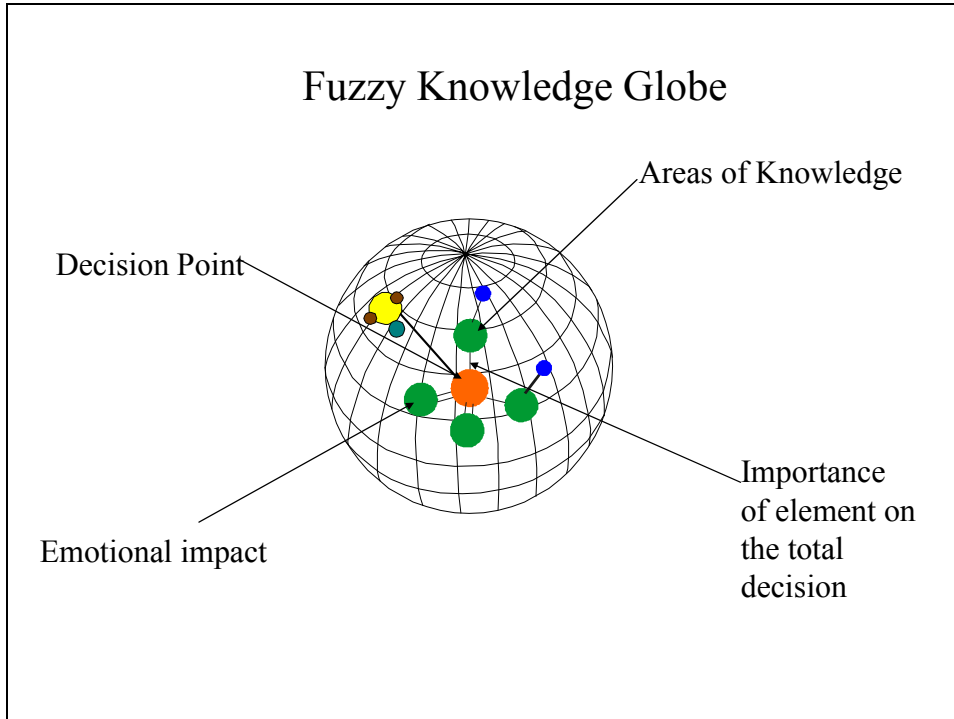 Fuzzy Knowledge Globe
Areas of Knowledge
Decision Point
Importance
of element on
the total
decision
Emotional impact